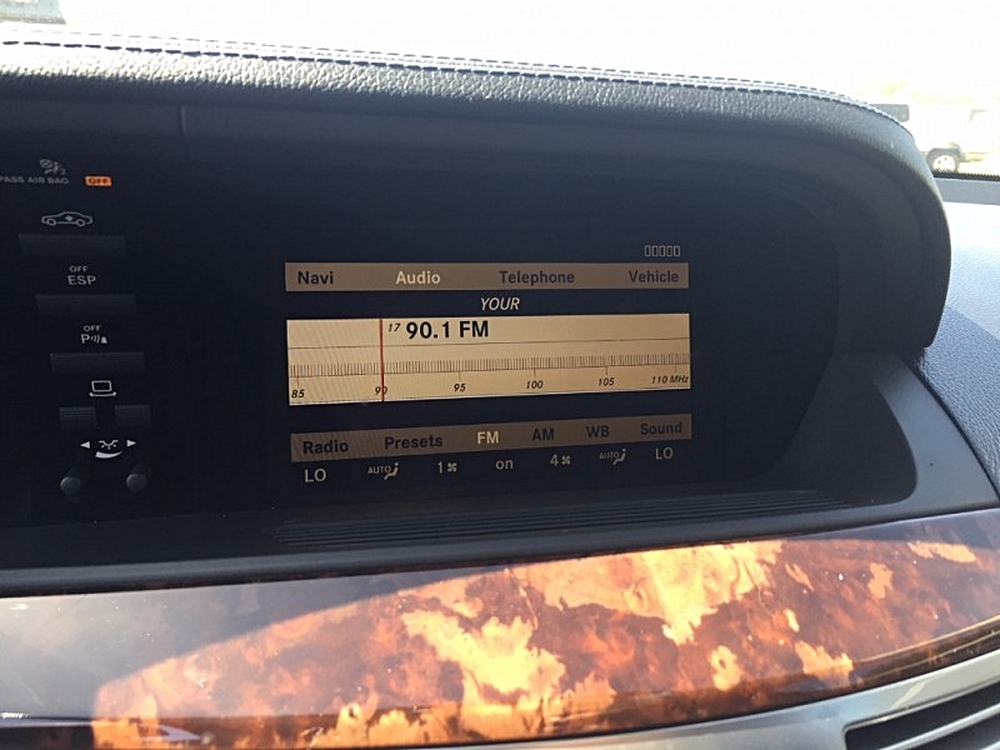 PASS AIR BAG OFF
OFF
ESP
OFF
P
Navi Audio Telephone Vehicle
YOUR
17 90.1 FM
85 90 95 100 105 110 MHz
Radio Presets FM AM WB Sound
LO AUTO 1 on 4 AUTO LO